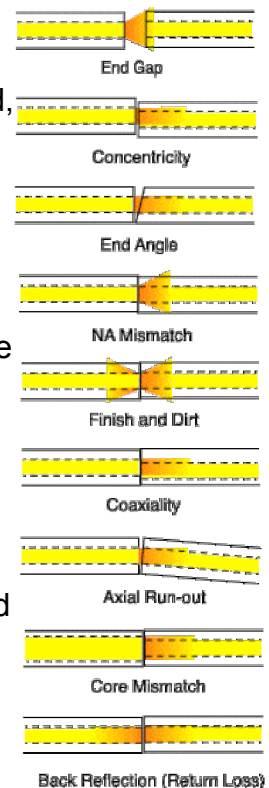 End Gap
d,
Concentricity
End Angle
NA Mismatch
e
Finish and Dirt
Coaxiality
Axial Run-out
d
Core Mismatch
Back Reflection (Return Loss)